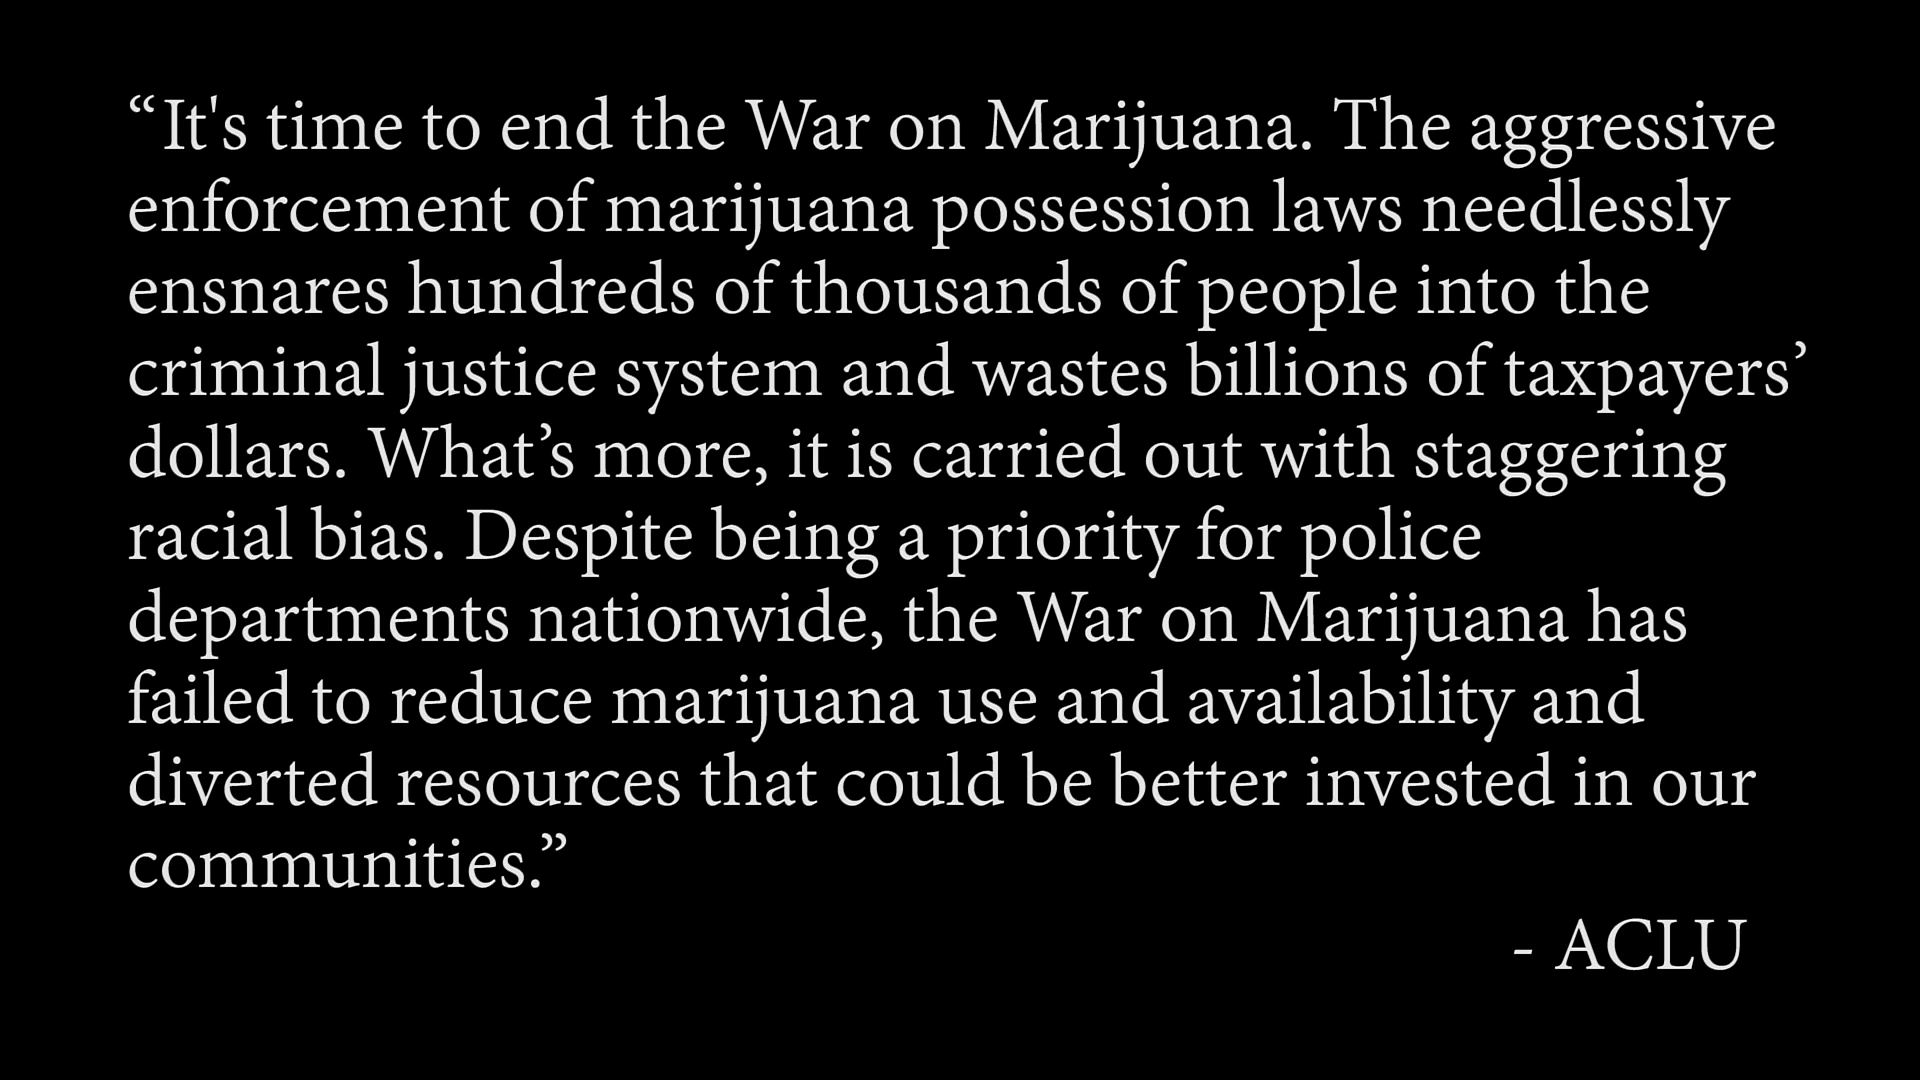 “It's time to end the War on Marijuana. The aggressive
enforcement of marijuana possession laws needlessly
ensnares hundreds of thousands of people into the
criminal justice system and wastes billions of taxpayers’
dollars. What’s more, it is carried out with staggering
racial bias. Despite being a priority for police
departments nationwide, the War on Marijuana has
failed to reduce marijuana use and availability and
diverted resources that could be better invested in our
communities.”
- ACLU